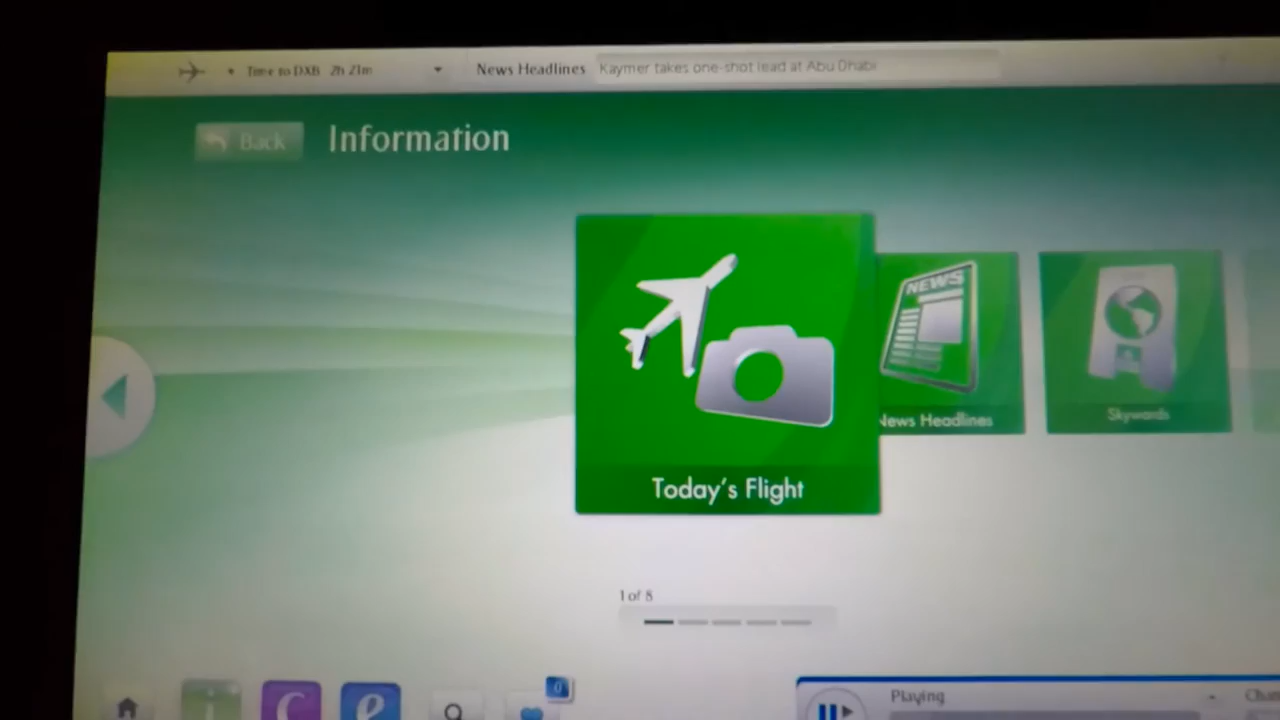 Time to DXB 2h 21m
News Headlines
Kaymer takes one-shot lead at Abu Dhabi
Back
Information
NEWS
Today's Flight
News Headlines
Skywards
1 of 8
0
i
C
e
Playing